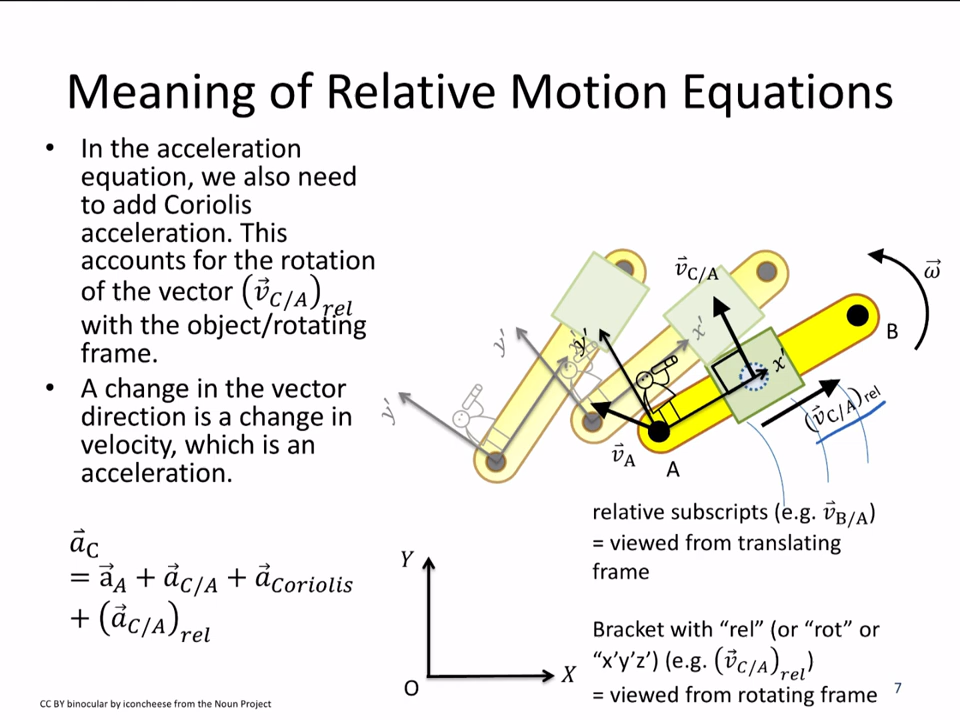 Meaning of Relative Motion Equations
• In the acceleration
equation, we also need
to add Coriolis
acceleration. This
accounts for the rotation
of the vector (v⃗_{C/A})_{rel}
with the object/rotating
frame.
• A change in the vector
direction is a change in
velocity, which is an
acceleration.
a⃗_C
= a⃗_A + a⃗_{C/A} + a⃗_{Coriolis}
+ (a⃗_{C/A})_{rel}
v⃗_{C/A}
ω⃗
B
x′
x′
x′
y′
y′
y′
(v⃗_{C/A})_{rel}
v⃗_A
A
relative subscripts (e.g. v⃗_{B/A})
= viewed from translating
frame
Y
X
O
Bracket with “rel” (or “rot” or
“x’y’z’) (e.g. (v⃗_{C/A})_{rel})
= viewed from rotating frame
7
CC BY binocular by iconcheese from the Noun Project